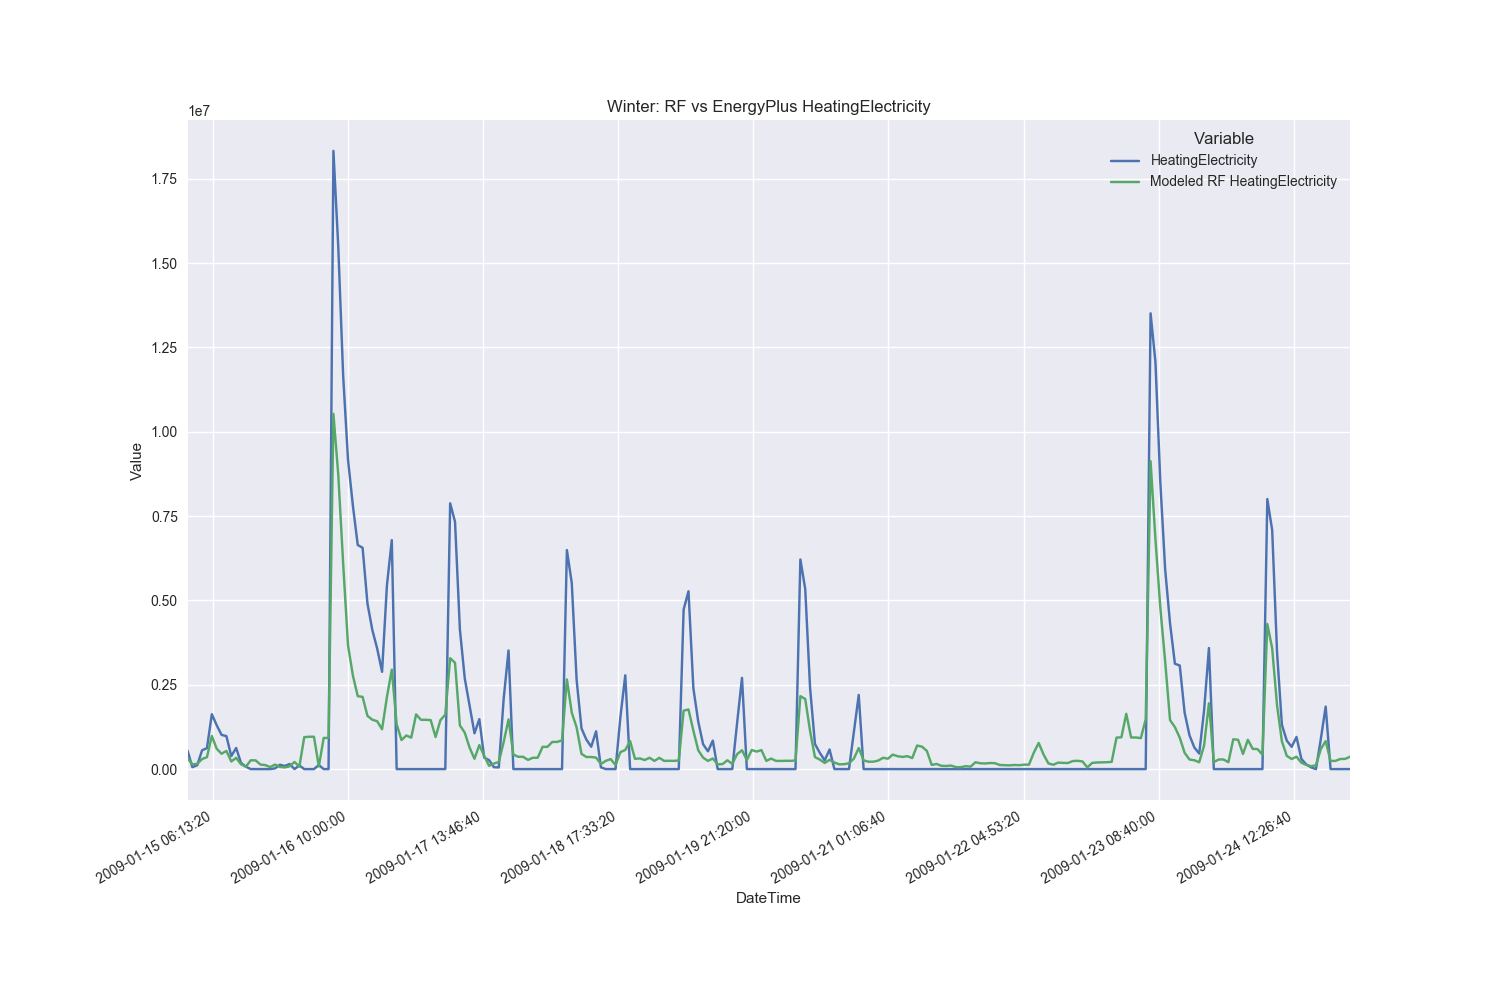 Winter: RF vs EnergyPlus HeatingElectricity
1e7
Variable
HeatingElectricity
Modeled RF HeatingElectricity
1.75
1.50
1.25
1.00
0.75
0.50
0.25
0.00
Value
2009-01-15 06:13:20
2009-01-16 10:00:00
2009-01-17 13:46:40
2009-01-18 17:33:20
2009-01-19 21:20:00
2009-01-21 01:06:40
2009-01-22 04:53:20
2009-01-23 08:40:00
2009-01-24 12:26:40
DateTime